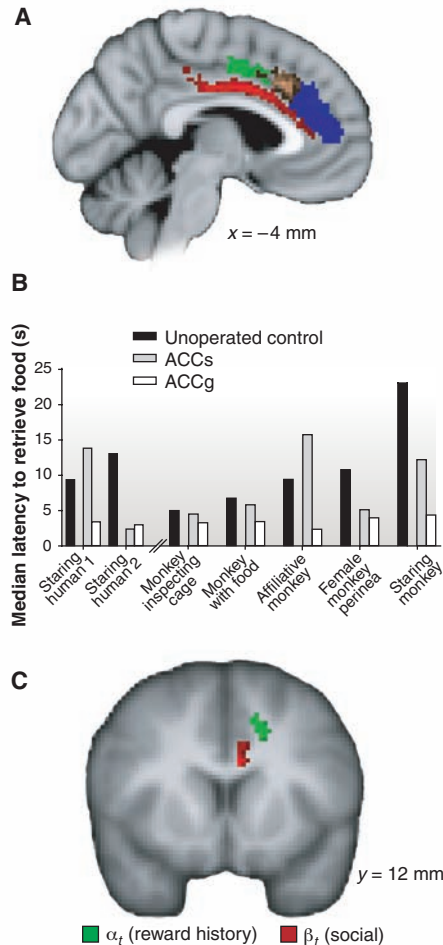 A
x = −4 mm
B
Unoperated control
ACCs
ACCg
Median latency to retrieve food (s)
25
20
15
10
5
0
Staring
human 1
Staring
human 2
Monkey
inspecting
cage
Monkey
with food
Affiliative
monkey
Female
monkey
perinea
Staring
monkey
C
y = 12 mm
αt (reward history) βt (social)